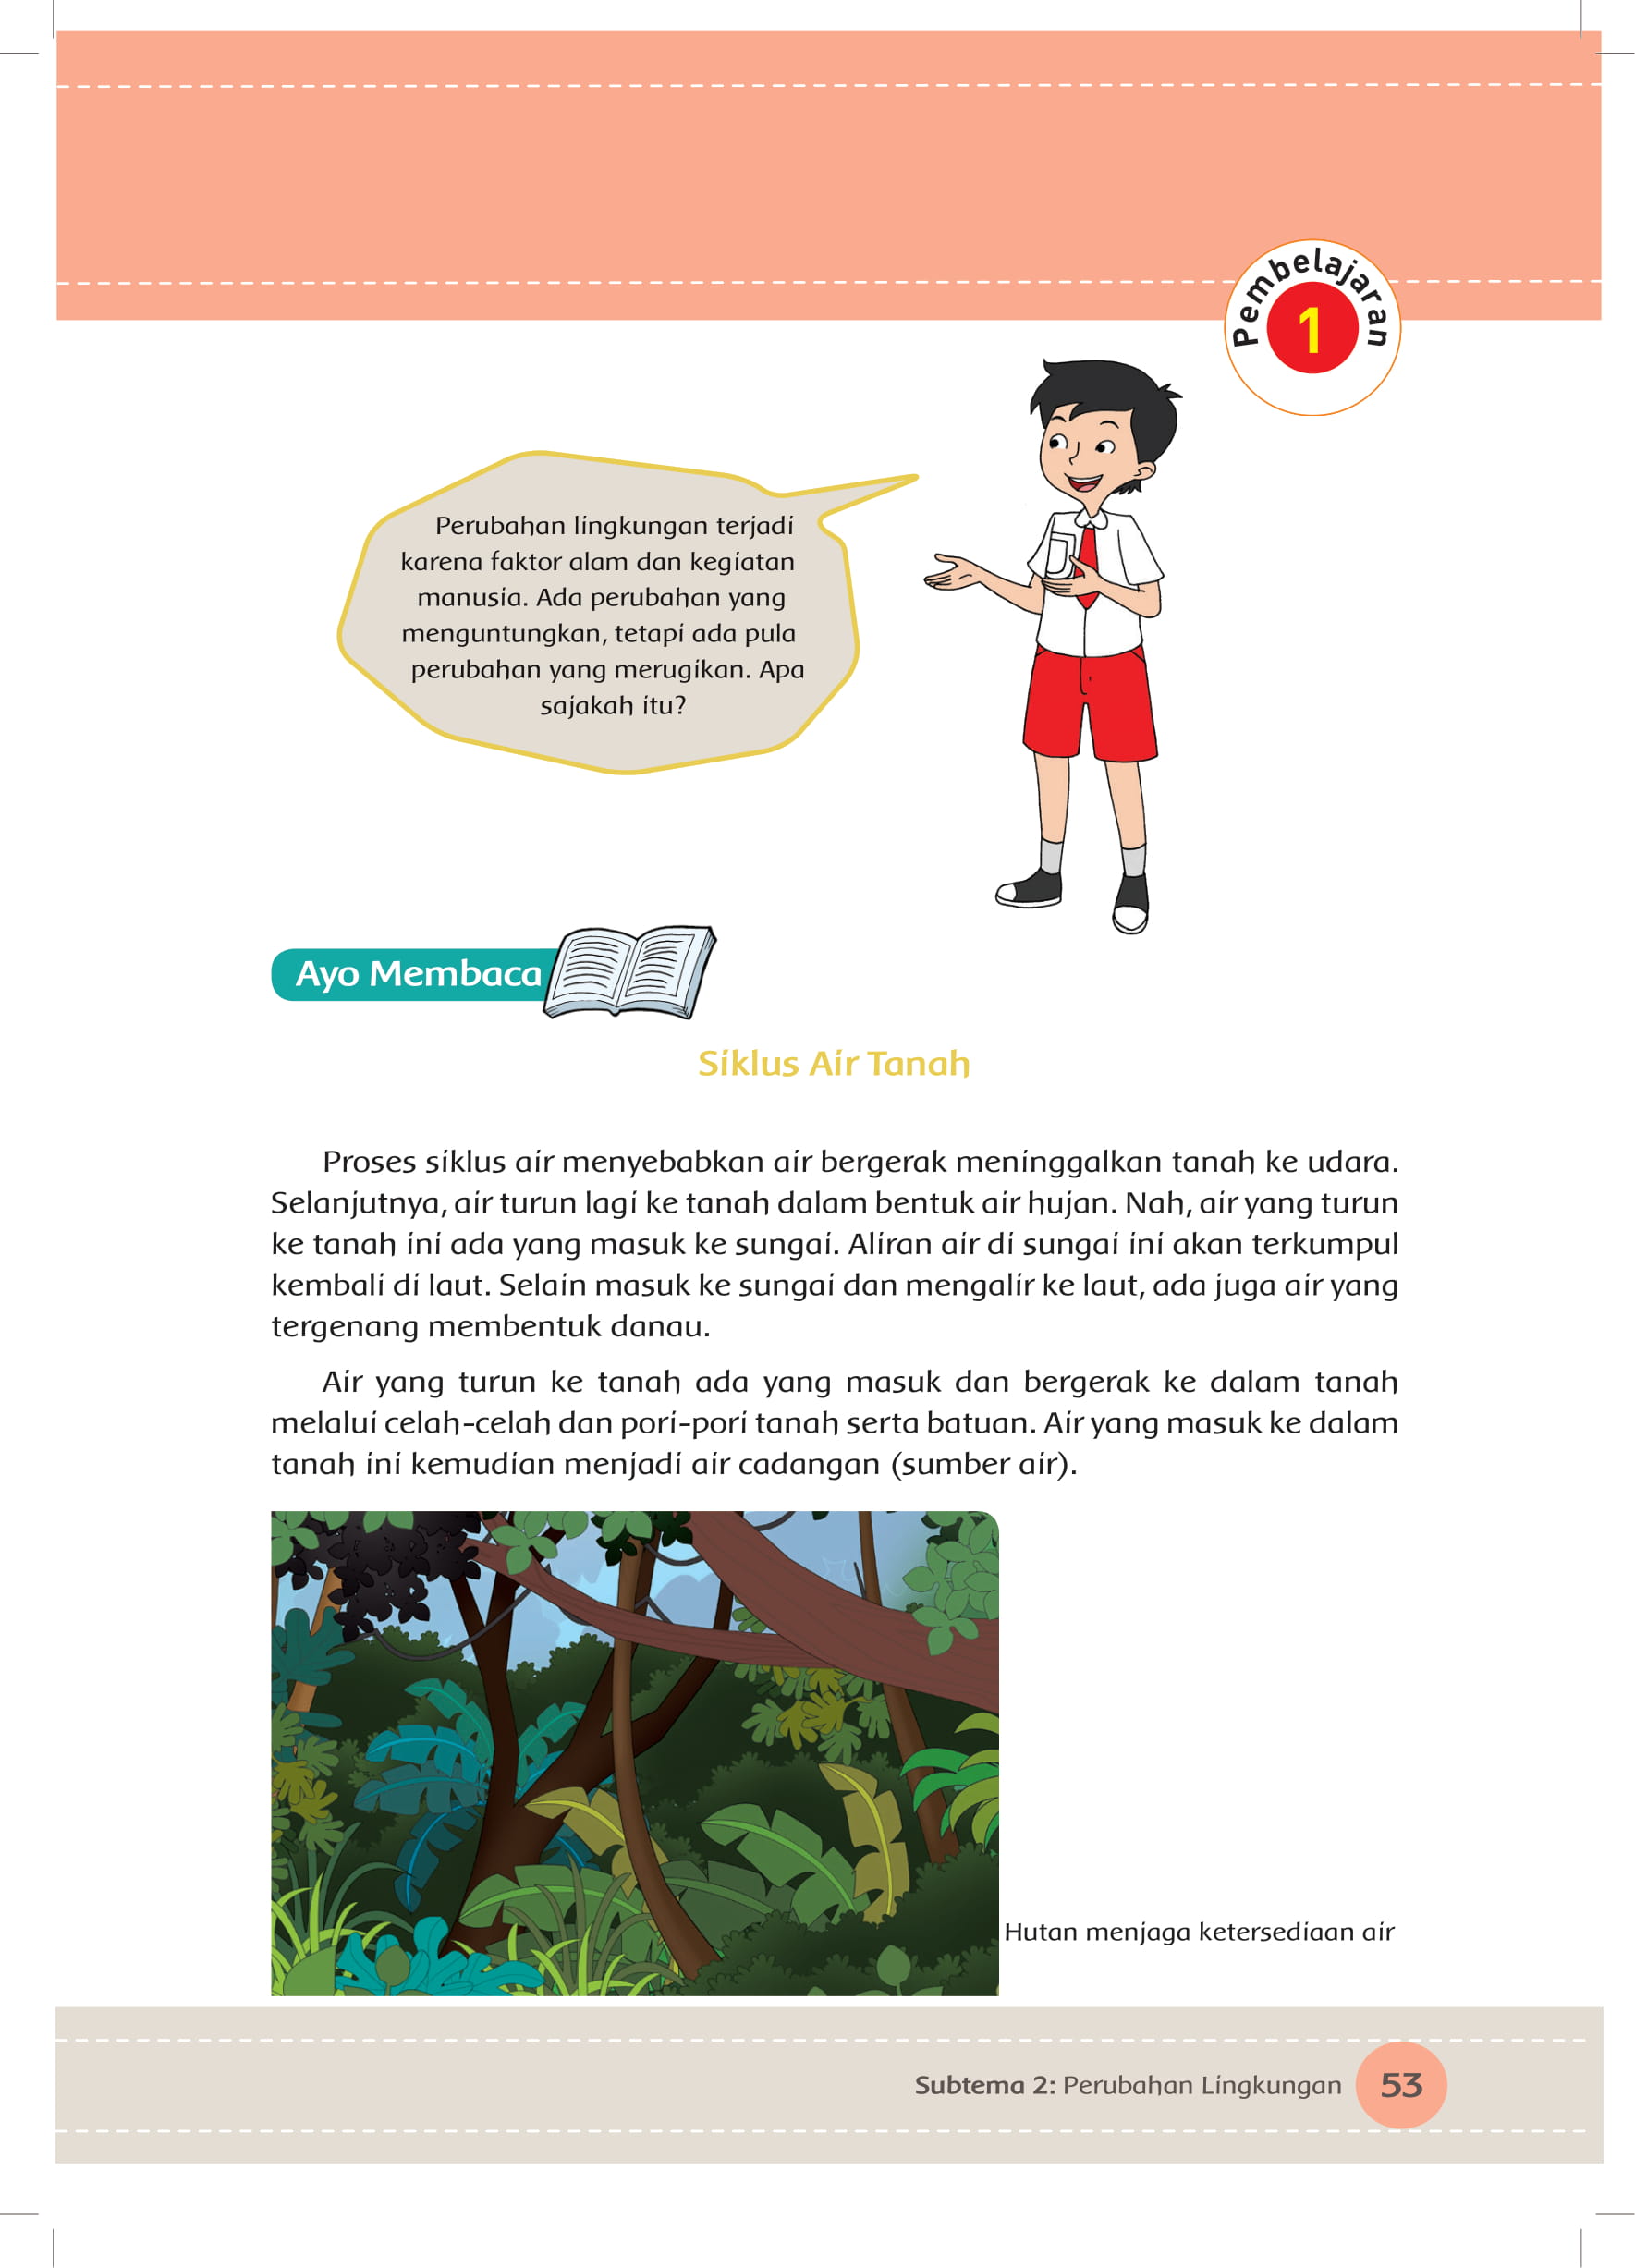 Pembelajaran
1
Perubahan lingkungan terjadi
karena faktor alam dan kegiatan
manusia. Ada perubahan yang
menguntungkan, tetapi ada pula
perubahan yang merugikan. Apa
sajakah itu?
Ayo Membaca
Siklus Air Tanah
Proses siklus air menyebabkan air bergerak meninggalkan tanah ke udara.
Selanjutnya, air turun lagi ke tanah dalam bentuk air hujan. Nah, air yang turun
ke tanah ini ada yang masuk ke sungai. Aliran air di sungai ini akan terkumpul
kembali di laut. Selain masuk ke sungai dan mengalir ke laut, ada juga air yang
tergenang membentuk danau.
Air yang turun ke tanah ada yang masuk dan bergerak ke dalam tanah
melalui celah-celah dan pori-pori tanah serta batuan. Air yang masuk ke dalam
tanah ini kemudian menjadi air cadangan (sumber air).
Hutan menjaga ketersediaan air
Subtema 2: Perubahan Lingkungan 53